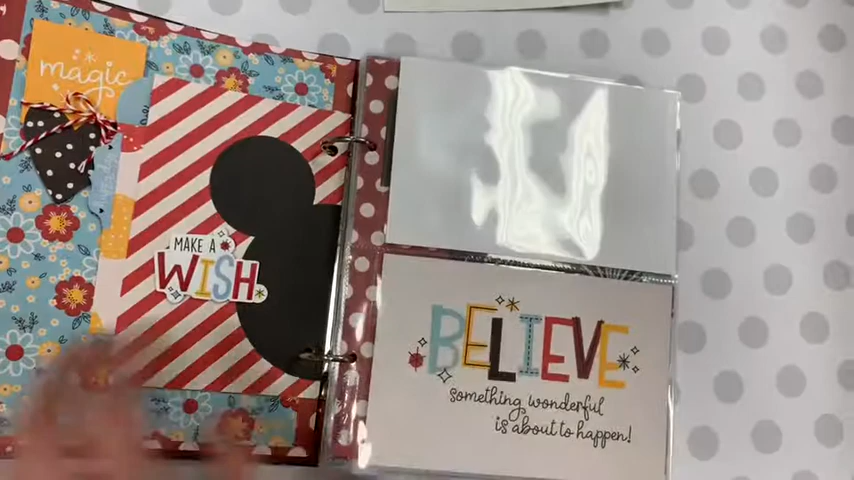 magic
MAKE A
WISH
BELIEVE
something wonderful
is about to happen!